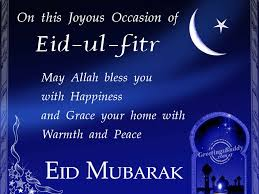 On this Joyous Occasion of
Eid-ul-fitr
May Allah bless you
with Happiness
and Grace your home with
Warmth and Peace
EID MUBARAK